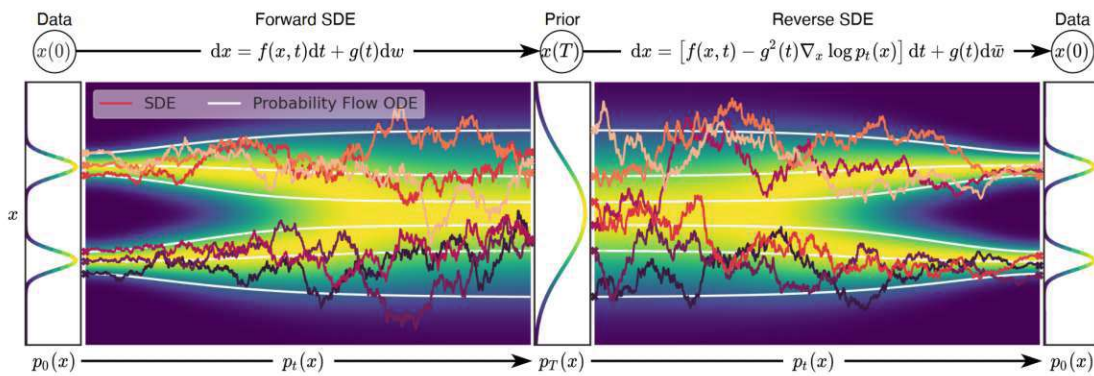 Data Forward SDE Prior Reverse SDE Data
x(0) dx = f(x, t)dt + g(t)dw x(T) dx = [f(x, t) − g²(t)∇ₓ log pₜ(x)] dt + g(t)dw̄ x(0)
SDE Probability Flow ODE
x
p₀(x) pₜ(x) p_T(x) pₜ(x) p₀(x)